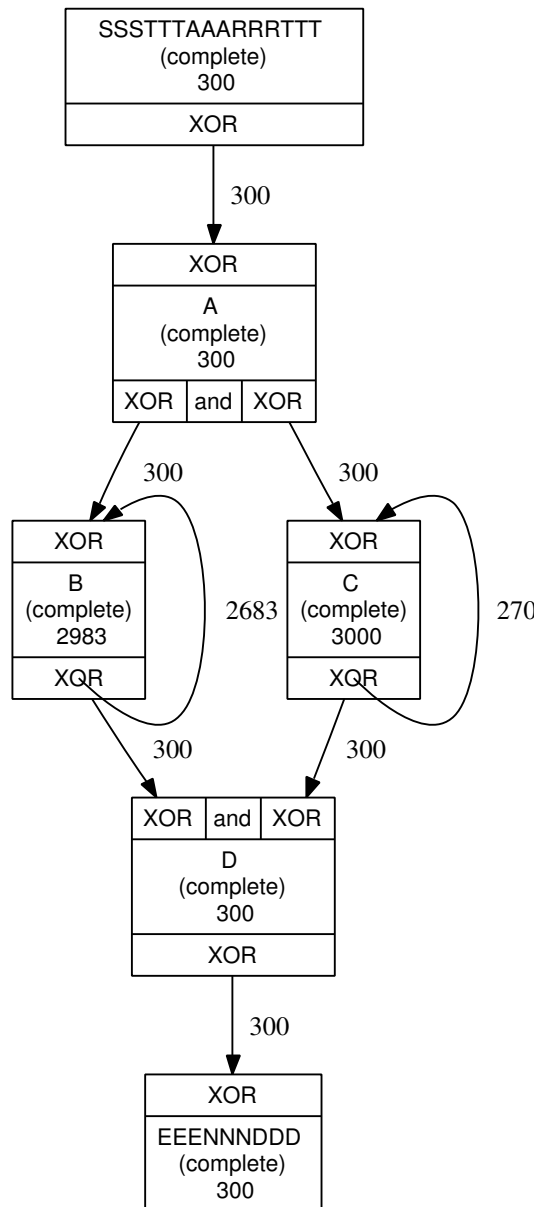 SSSTTTAAARRRTTT
(complete)
300
XOR
300
XOR
A
(complete)
300
XOR and XOR
300 300
XOR XOR
B C
(complete) (complete)
2983 3000
2683 270
XOR XOR
300 300
XOR and XOR
D
(complete)
300
XOR
300
XOR
EEENNNDDD
(complete)
300